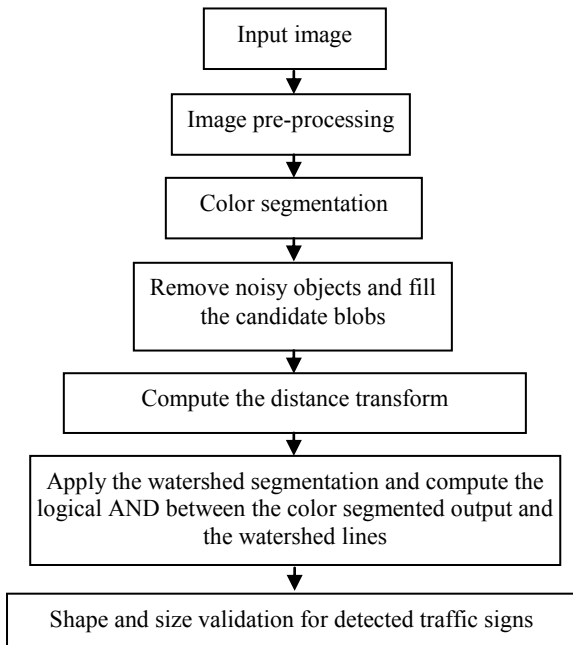 Input image
Image pre-processing
Color segmentation
Remove noisy objects and fill
the candidate blobs
Compute the distance transform
Apply the watershed segmentation and compute the
logical AND between the color segmented output and
the watershed lines
Shape and size validation for detected traffic signs